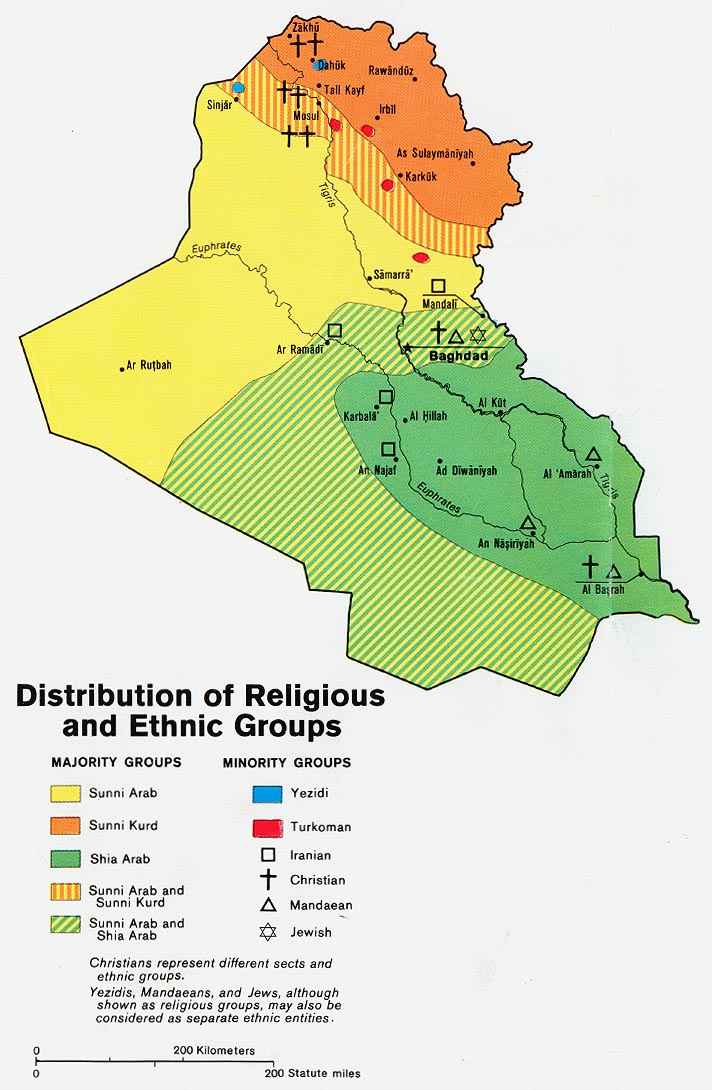 Zākhū
Dahūk
Rawāndūz
Tall Kayf
Sinjār
Irbīl
Mosul
As Sulaymānīyah
Karkūk
Tigris
Euphrates
Sāmarrā'
Mandalī
Baghdad
Ar Ramādī
Ar Ruṭbah
Al Kūt
Karbalā'
Al Ḥillah
An Najaf
Ad Dīwānīyah
Al 'Amārah
Tigris
Euphrates
An Nāṣirīyah
Al Baṣrah
Distribution of Religious
and Ethnic Groups
MAJORITY GROUPS
Sunni Arab
Sunni Kurd
Shia Arab
Sunni Arab and
Sunni Kurd
Sunni Arab and
Shia Arab
MINORITY GROUPS
Yezidi
Turkoman
Iranian
Christian
Mandaean
Jewish
Christians represent different sects and
ethnic groups.
Yezidis, Mandaeans, and Jews, although
shown as religious groups, may also be
considered as separate ethnic entities.
0 200 Kilometers
0 200 Statute miles